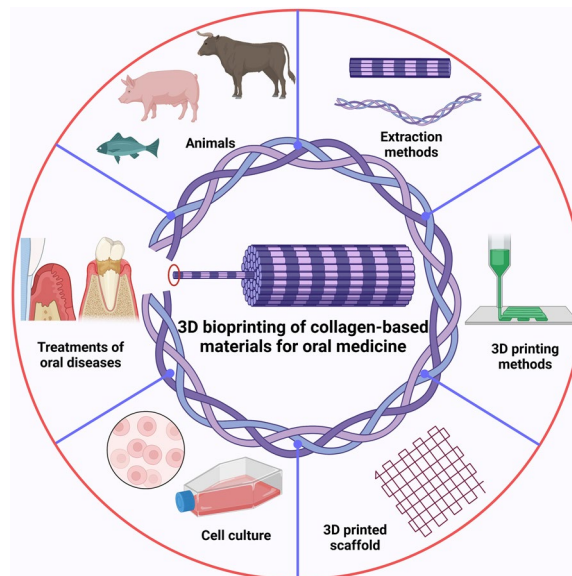 Animals
Extraction
methods
3D bioprinting of collagen-based
materials for oral medicine
Treatments of
oral diseases
3D printing
methods
Cell culture
3D printed
scaffold